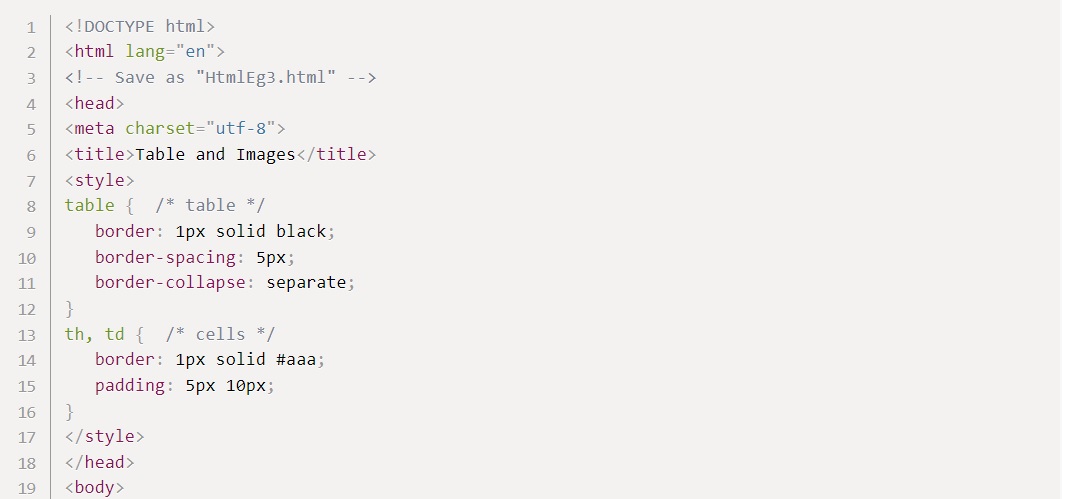 1 <!DOCTYPE html>
2 <html lang="en">
3 <!-- Save as "HtmlEg3.html" -->
4 <head>
5 <meta charset="utf-8">
6 <title>Table and Images</title>
7 <style>
8 table {  /* table */
9    border: 1px solid black;
10    border-spacing: 5px;
11    border-collapse: separate;
12 }
13 th, td {  /* cells */
14    border: 1px solid #aaa;
15    padding: 5px 10px;
16 }
17 </style>
18 </head>
19 <body>